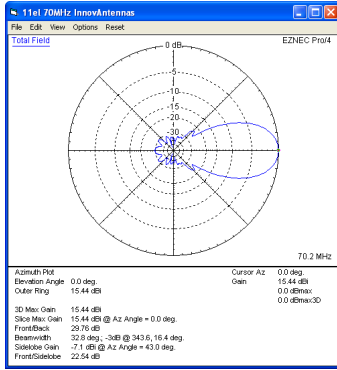 11el 70MHz InnovAntennas
File Edit View Options Reset
Total Field
EZNEC Pro/4
0 dB
-5
-10
-15
-20
-30
70.2 MHz
Azimuth Plot
Elevation Angle 0.0 deg.
Outer Ring 15.44 dBi
Cursor Az 0.0 deg.
Gain 15.44 dBi
0.0 dBmax
0.0 dBmax3D
3D Max Gain 15.44 dBi
Slice Max Gain 15.44 dBi @ Az Angle = 0.0 deg.
Front/Back 29.76 dB
Beamwidth 32.8 deg.; -3dB @ 343.6, 16.4 deg.
Sidelobe Gain -7.1 dBi @ Az Angle = 43.0 deg.
Front/Sidelobe 22.54 dB